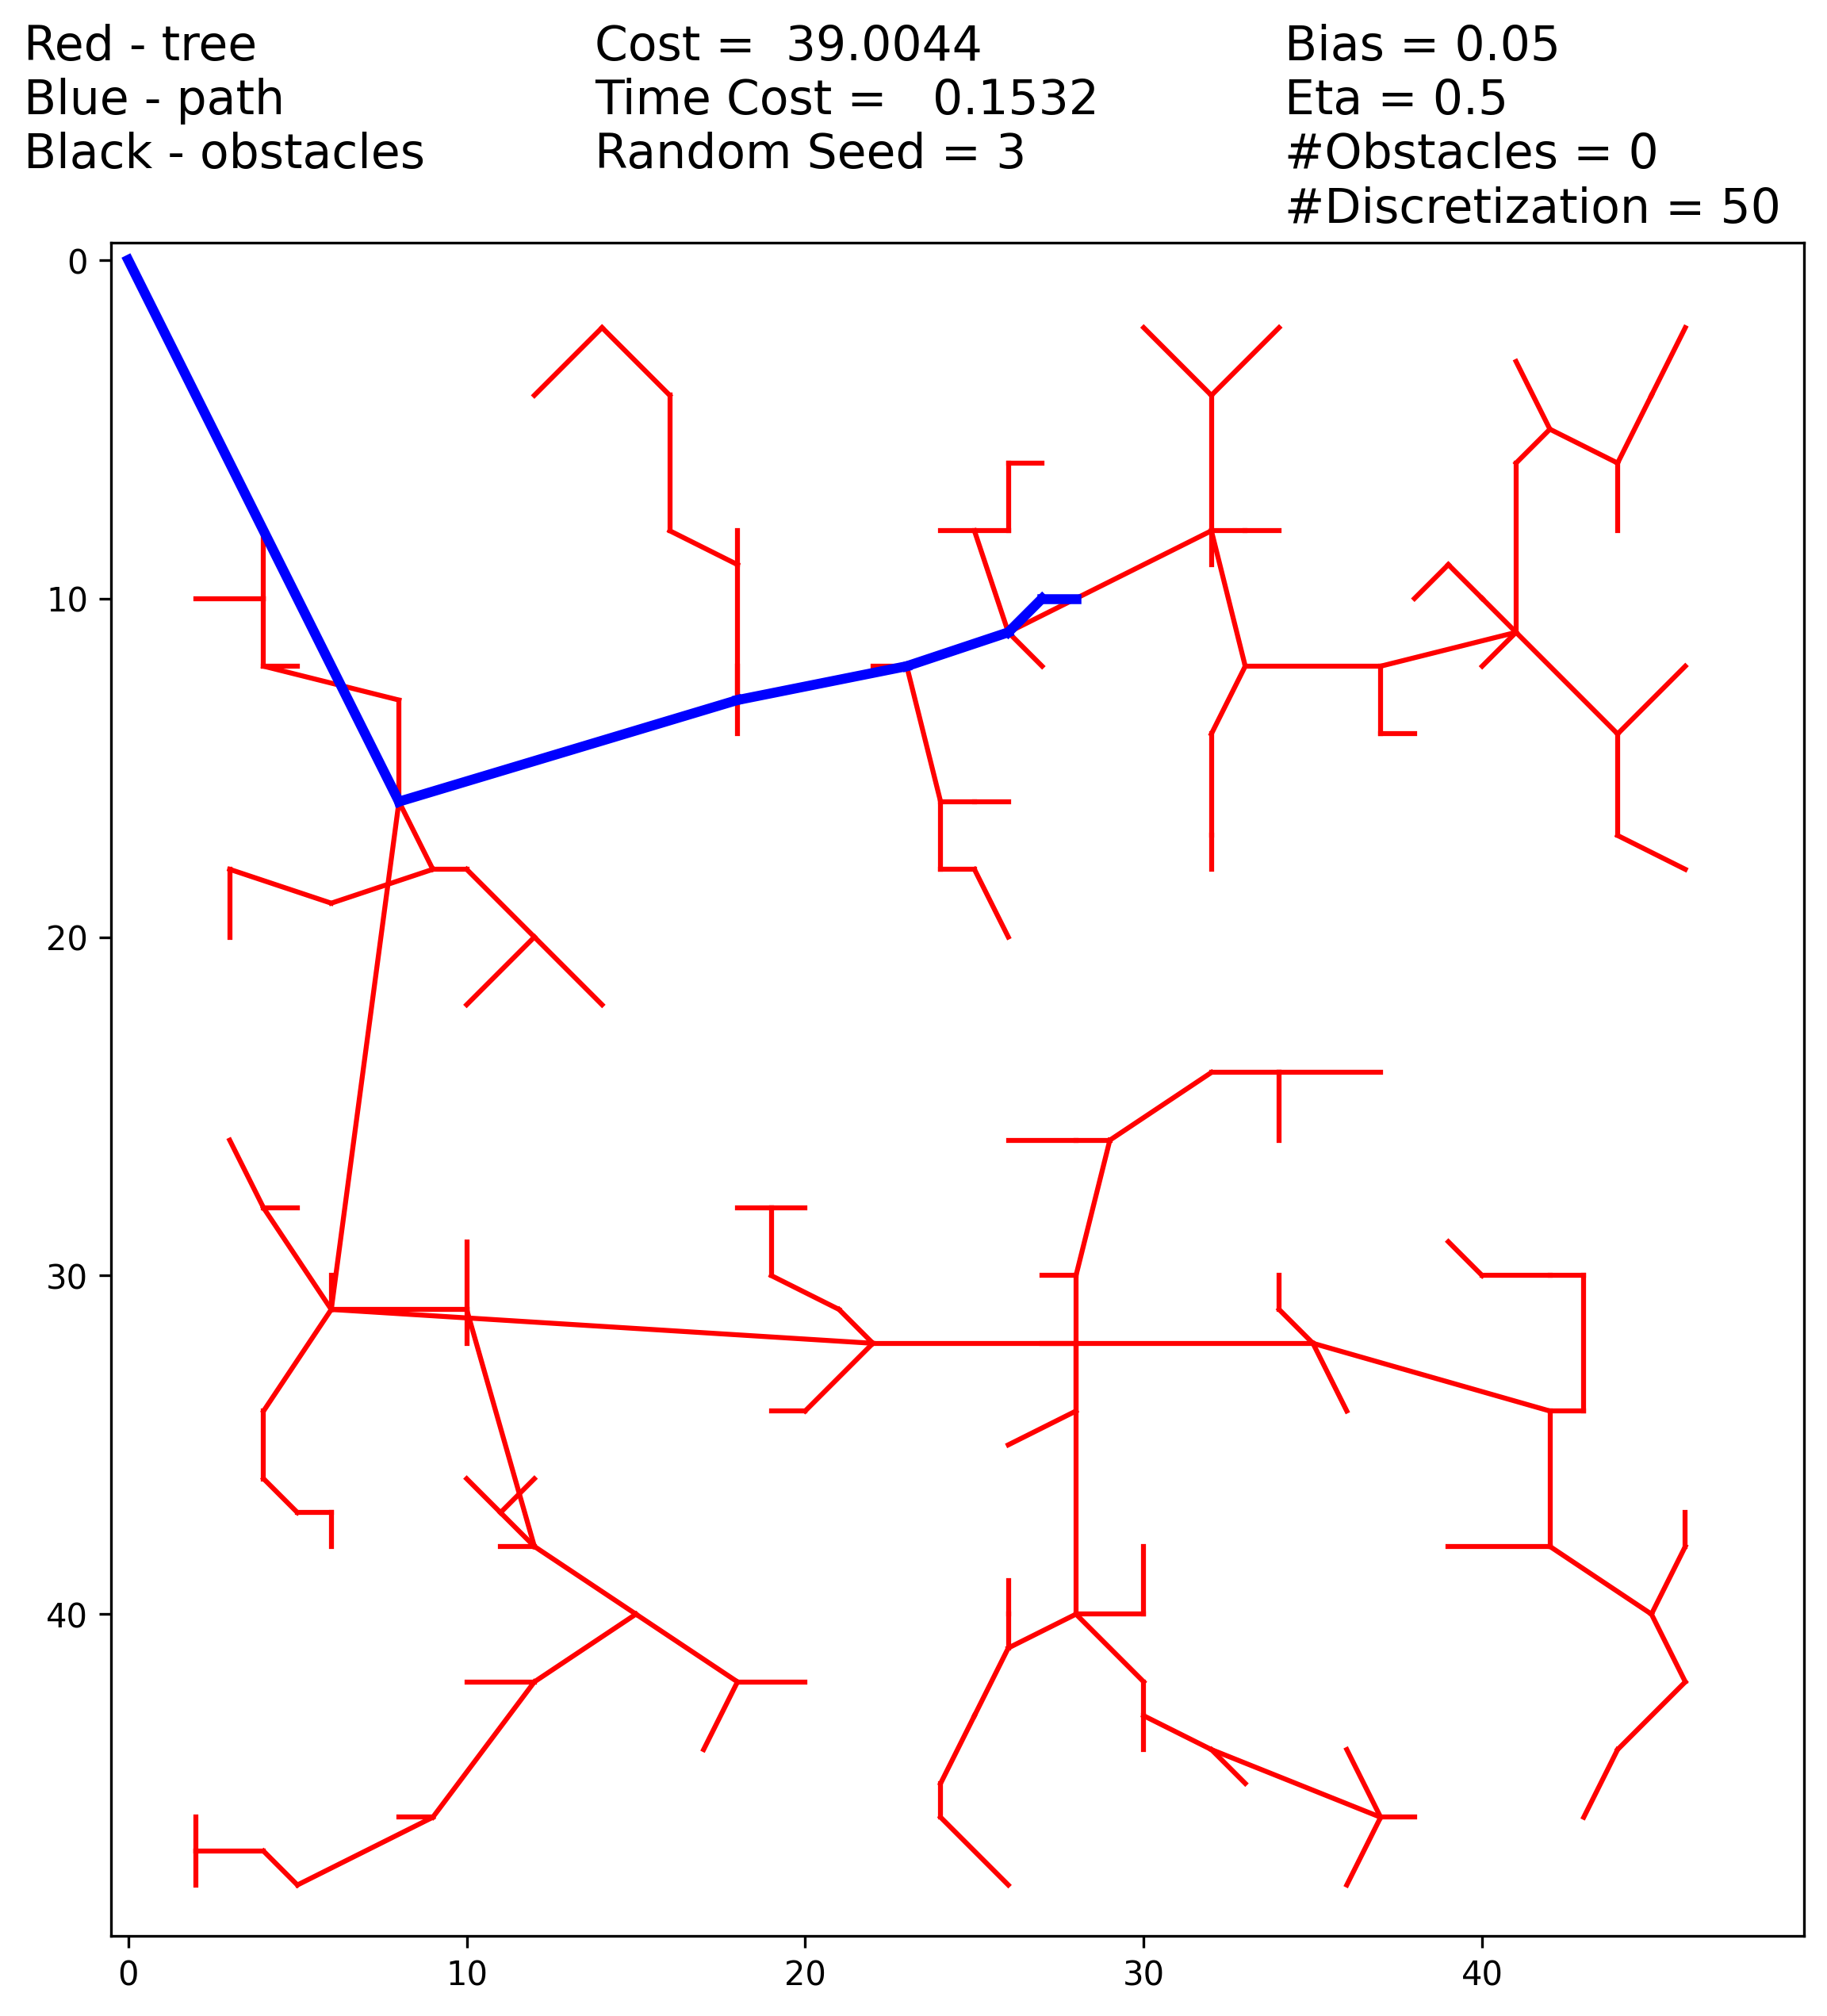 Red - tree
Blue - path
Black - obstacles
Cost = 39.0044
Time Cost = 0.1532
Random Seed = 3
Bias = 0.05
Eta = 0.5
#Obstacles = 0
#Discretization = 50
0
10
20
30
40
0 10 20 30 40